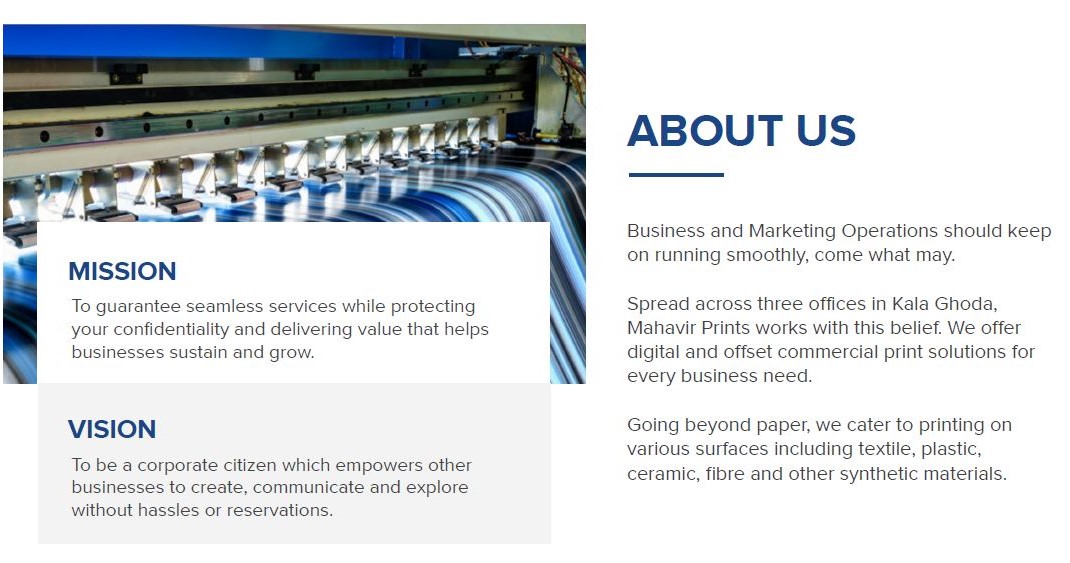 ABOUT US
Business and Marketing Operations should keep
on running smoothly, come what may.
Spread across three offices in Kala Ghoda,
Mahavir Prints works with this belief. We offer
digital and offset commercial print solutions for
every business need.
Going beyond paper, we cater to printing on
various surfaces including textile, plastic,
ceramic, fibre and other synthetic materials.
MISSION
To guarantee seamless services while protecting
your confidentiality and delivering value that helps
businesses sustain and grow.
VISION
To be a corporate citizen which empowers other
businesses to create, communicate and explore
without hassles or reservations.